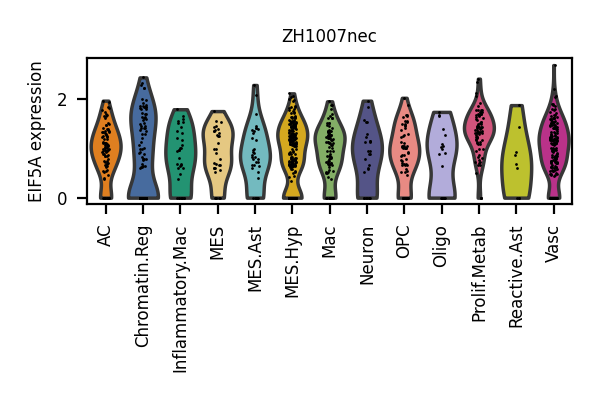 ZH1007nec
EIF5A expression
2
0
AC
Chromatin.Reg
Inflammatory.Mac
MES
MES.Ast
MES.Hyp
Mac
Neuron
OPC
Oligo
Prolif.Metab
Reactive.Ast
Vasc